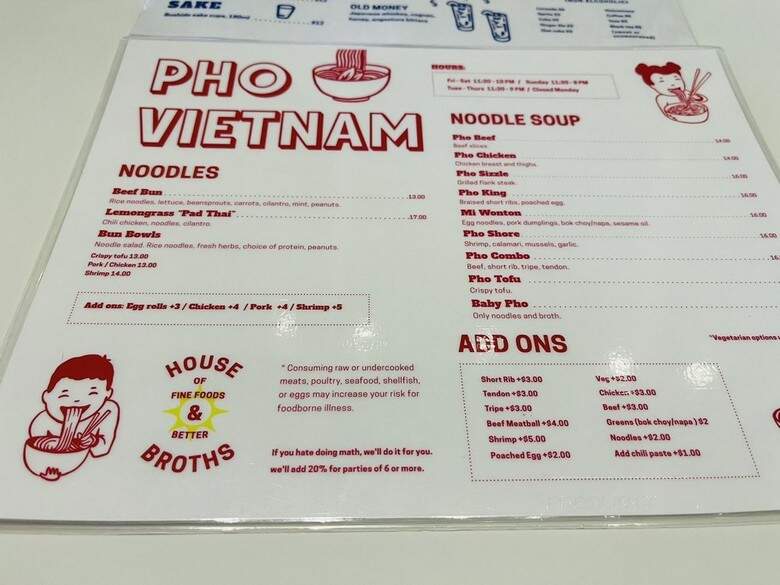 SAKE
OLD MONEY
PHO
VIETNAM
HOURS:
Fri - Sat 11:30 - 10 PM / Sunday 11:30 - 8 PM
Tues - Thurs 11:30 - 9 PM / Closed Monday
NOODLES
Beef Bun 13.00
Rice noodles, lettuce, beansprouts, carrots, cilantro, mint, peanuts.
Lemongrass "Pad Thai" 17.00
Chili chicken, noodles, cilantro.
Bun Bowls
Noodle salad. Rice noodles, fresh herbs, choice of protein, peanuts.
Crispy tofu 13.00
Pork / Chicken 13.00
Shrimp 14.00
Add ons: Egg rolls +3 / Chicken +4 / Pork +4 / Shrimp +5
NOODLE SOUP
Pho Beef 14.00
Beef slices.
Pho Chicken 14.00
Chicken breast and thighs.
Pho Sizzle 16.00
Grilled flank steak.
Pho King 16.00
Braised short ribs, poached egg.
Mi Wonton 16.00
Egg noodles, pork dumplings, bok choy/napa, sesame oil.
Pho Shore 16.00
Shrimp, calamari, mussels, garlic.
Pho Combo 16.
Beef, short rib, tripe, tendon.
Pho Tofu
Crispy tofu.
Baby Pho
Only noodles and broth.
ADD ONS
*Vegetarian options
Short Rib +$3.00
Tendon +$3.00
Tripe +$3.00
Beef Meatball +$4.00
Shrimp +$5.00
Poached Egg +$2.00
Veg +$2.00
Chicken +$3.00
Beef +$3.00
Greens (bok choy/napa) $2
Noodles +$2.00
Add chili paste +$1.00
HOUSE
OF
FINE FOODS
&
BETTER
BROTHS
* Consuming raw or undercooked
meats, poultry, seafood, shellfish,
or eggs may increase your risk for
foodborne illness.
If you hate doing math, we'll do it for you.
we'll add 20% for parties of 6 or more.